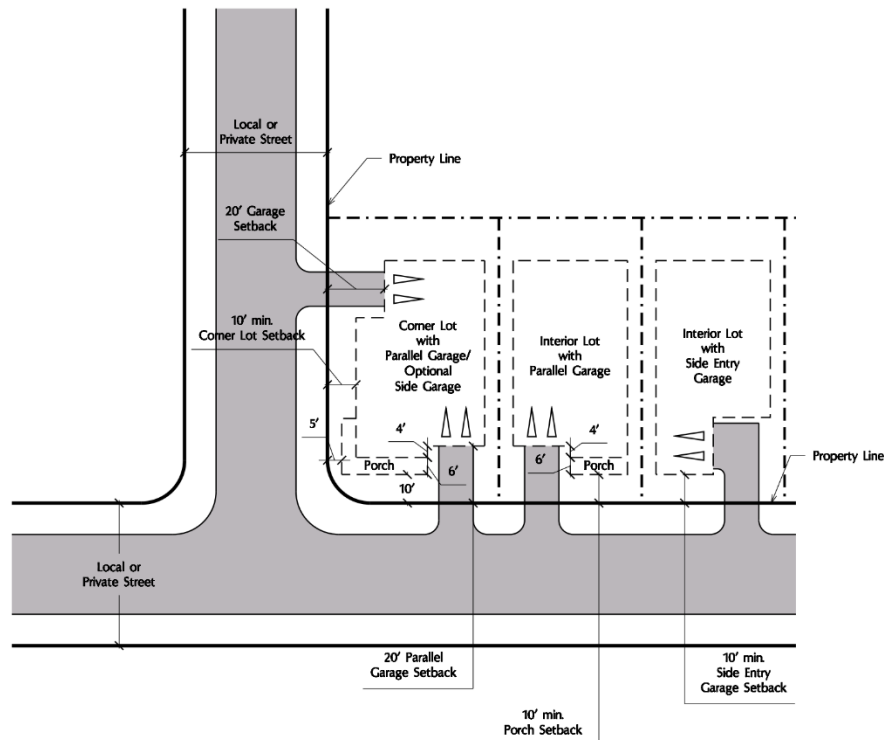 Local or
Private Street
Property Line
20' Garage
Setback
10' min.
Corner Lot Setback
Corner Lot
with
Parallel Garage/
Optional
Side Garage
Interior Lot
with
Parallel Garage
Interior Lot
with
Side Entry
Garage
5'
4'
4'
Porch
6'
6'
Porch
10'
Property Line
Local or
Private Street
20' Parallel
Garage Setback
10' min.
Side Entry
Garage Setback
10' min.
Porch Setback